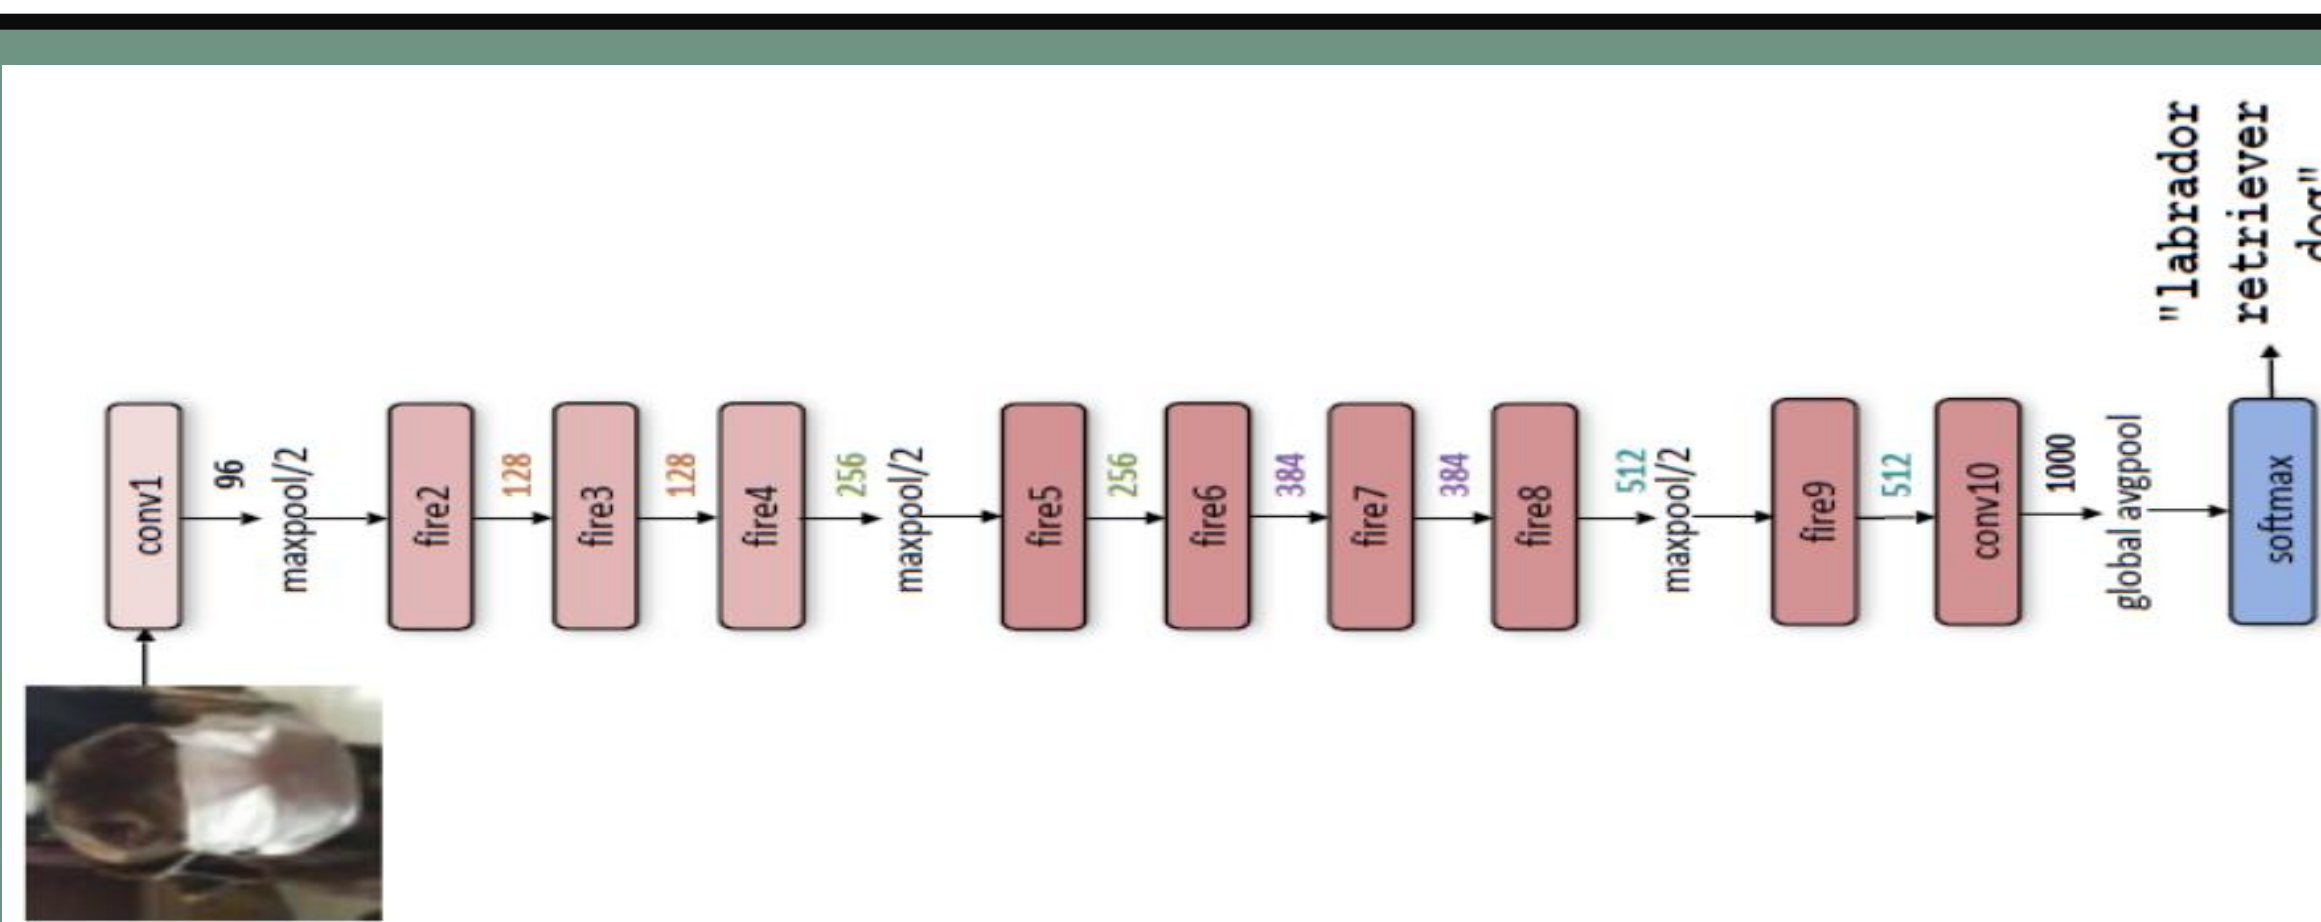 conv1
96
maxpool/2
fire2
128
fire3
128
fire4
256
maxpool/2
fire5
256
fire6
384
fire7
384
fire8
512
maxpool/2
fire9
512
conv10
1000
global avgpool
softmax
"labrador
retriever
dog"